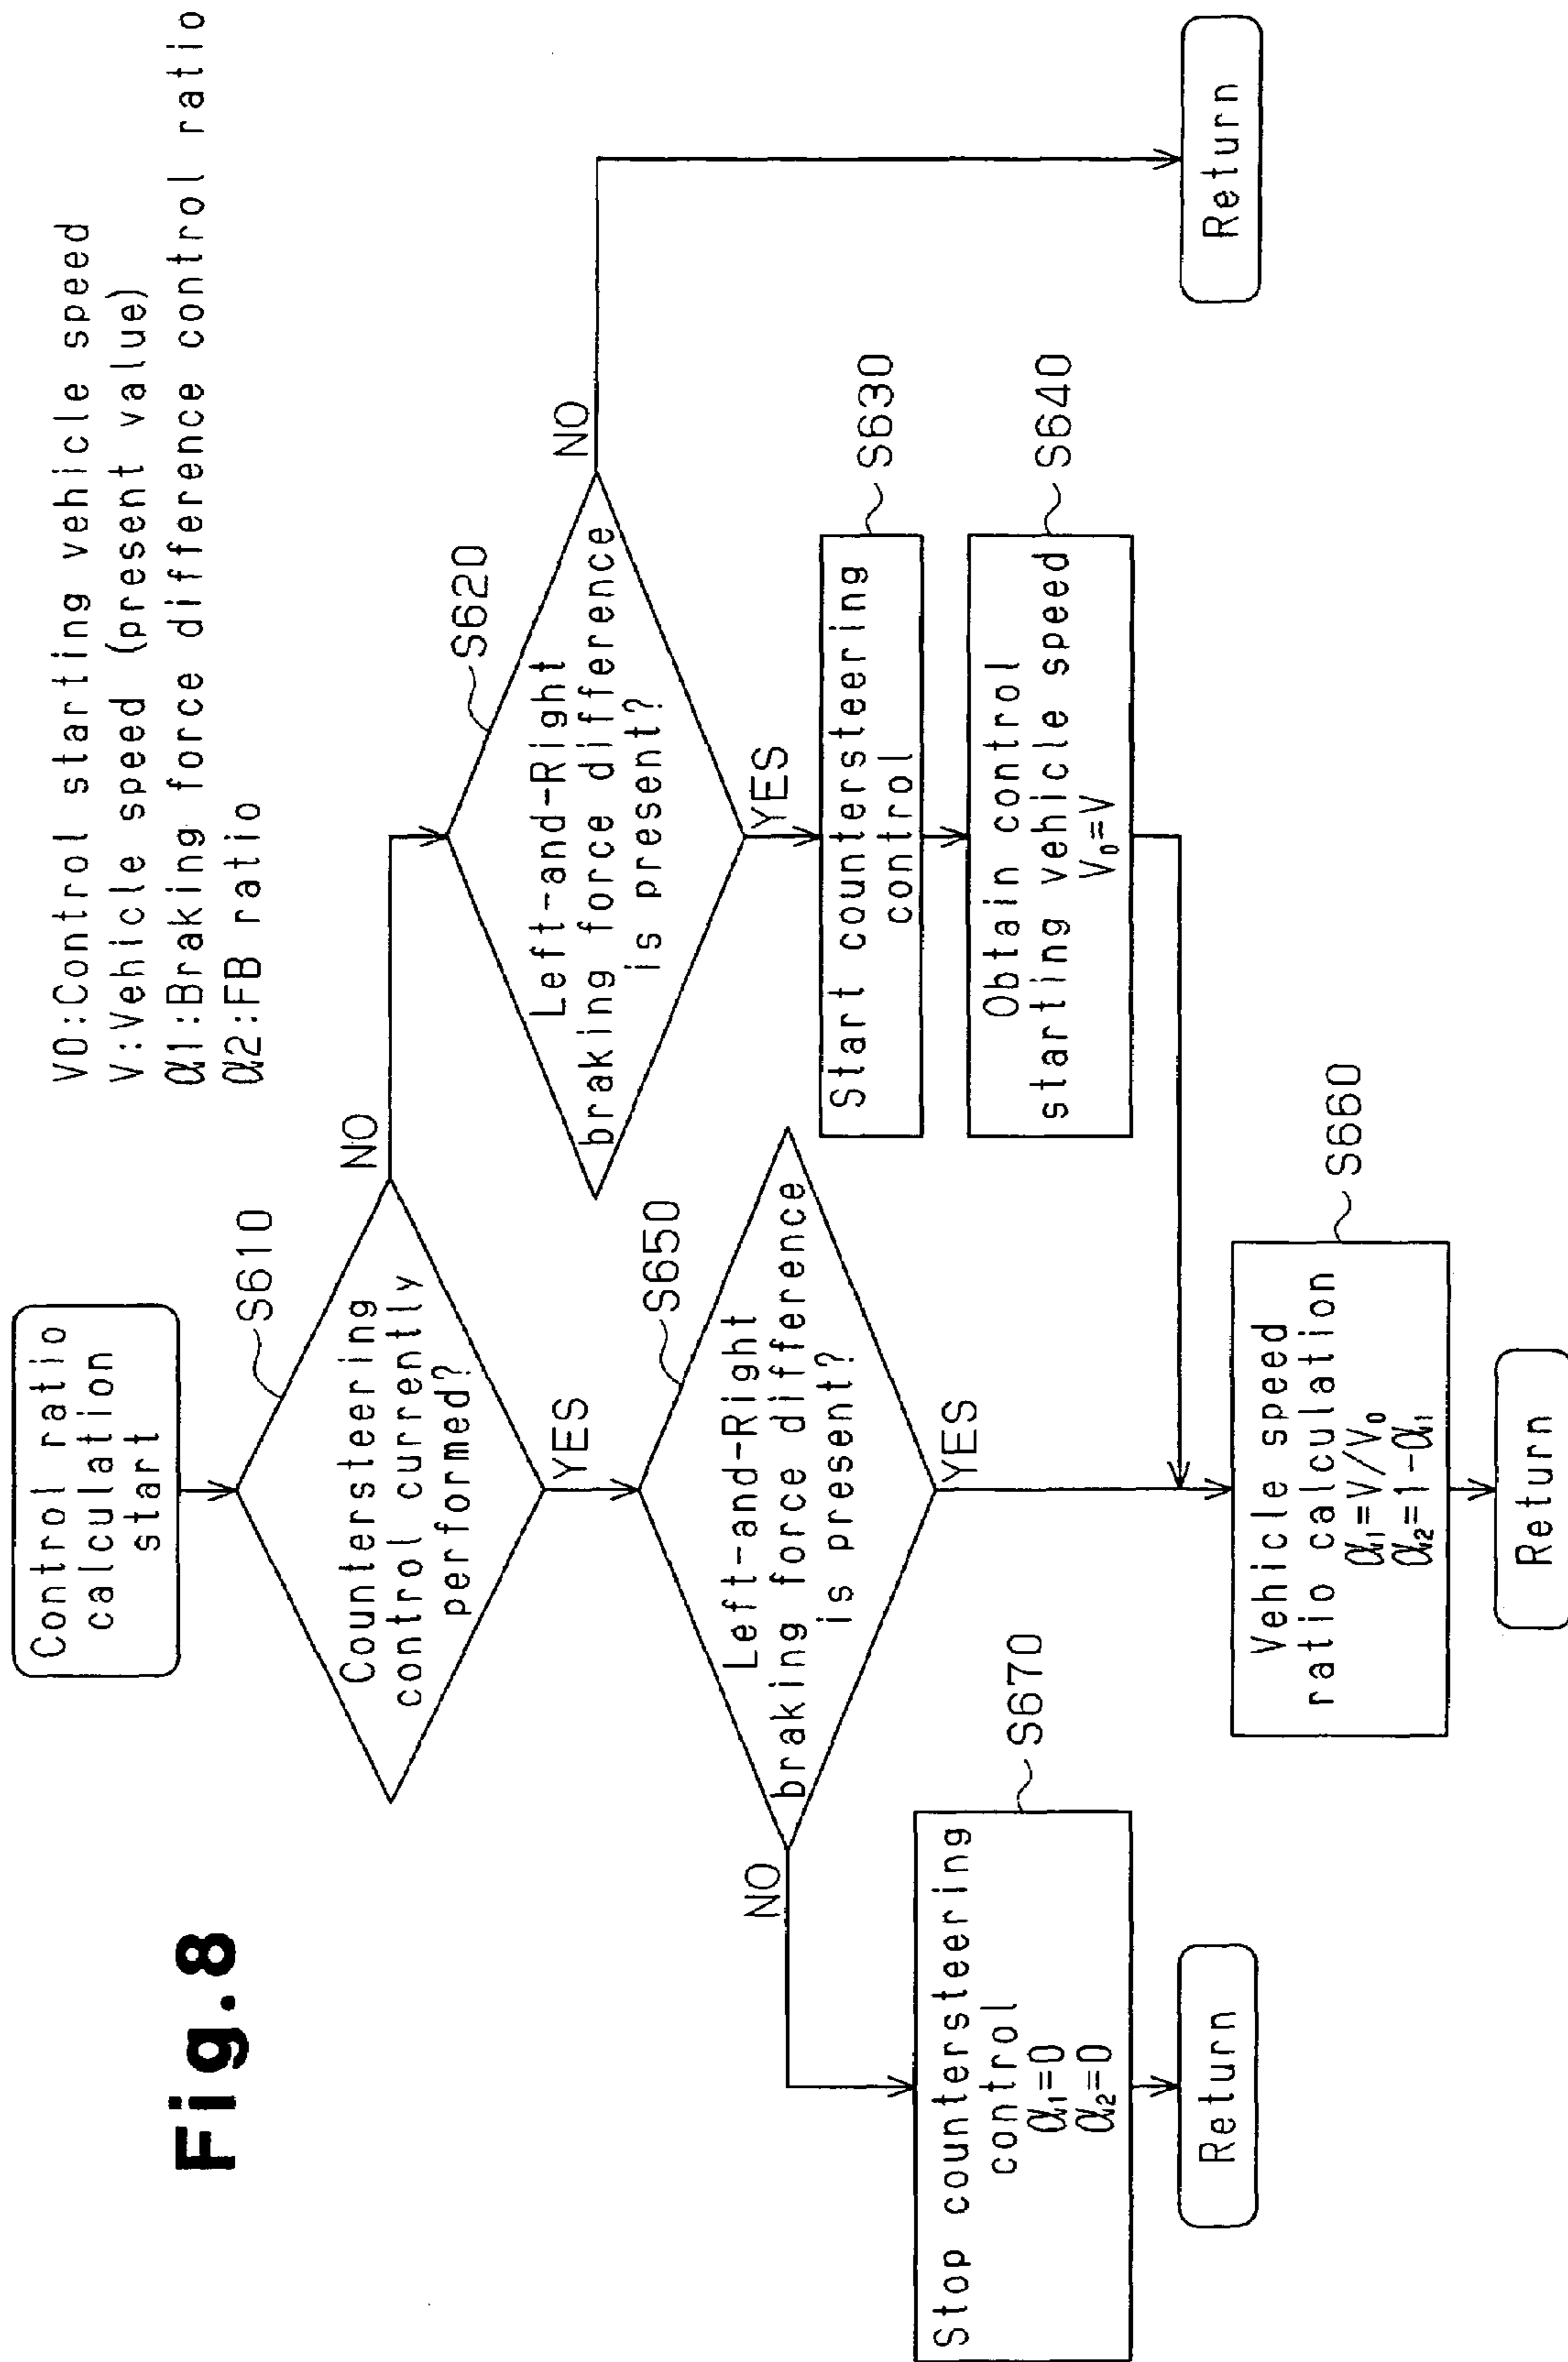 Fig.8
V0:Control starting vehicle speed
V:Vehicle speed (present value)
α1:Braking force difference control ratio
α2:FB ratio
Control ratio
calculation
start
S610
Countersteering
control currently
performed?
NO
YES
S620
Left-and-Right
braking force difference
is present?
NO
YES
S630
Start countersteering
control
S640
Obtain control
starting vehicle speed
V₀=V
Return
S650
Left-and-Right
braking force difference
is present?
NO
YES
S670
Stop countersteering
control
α₁=0
α₂=0
Return
S660
Vehicle speed
ratio calculation
α₁=V/V₀
α₂=1-α₁
Return